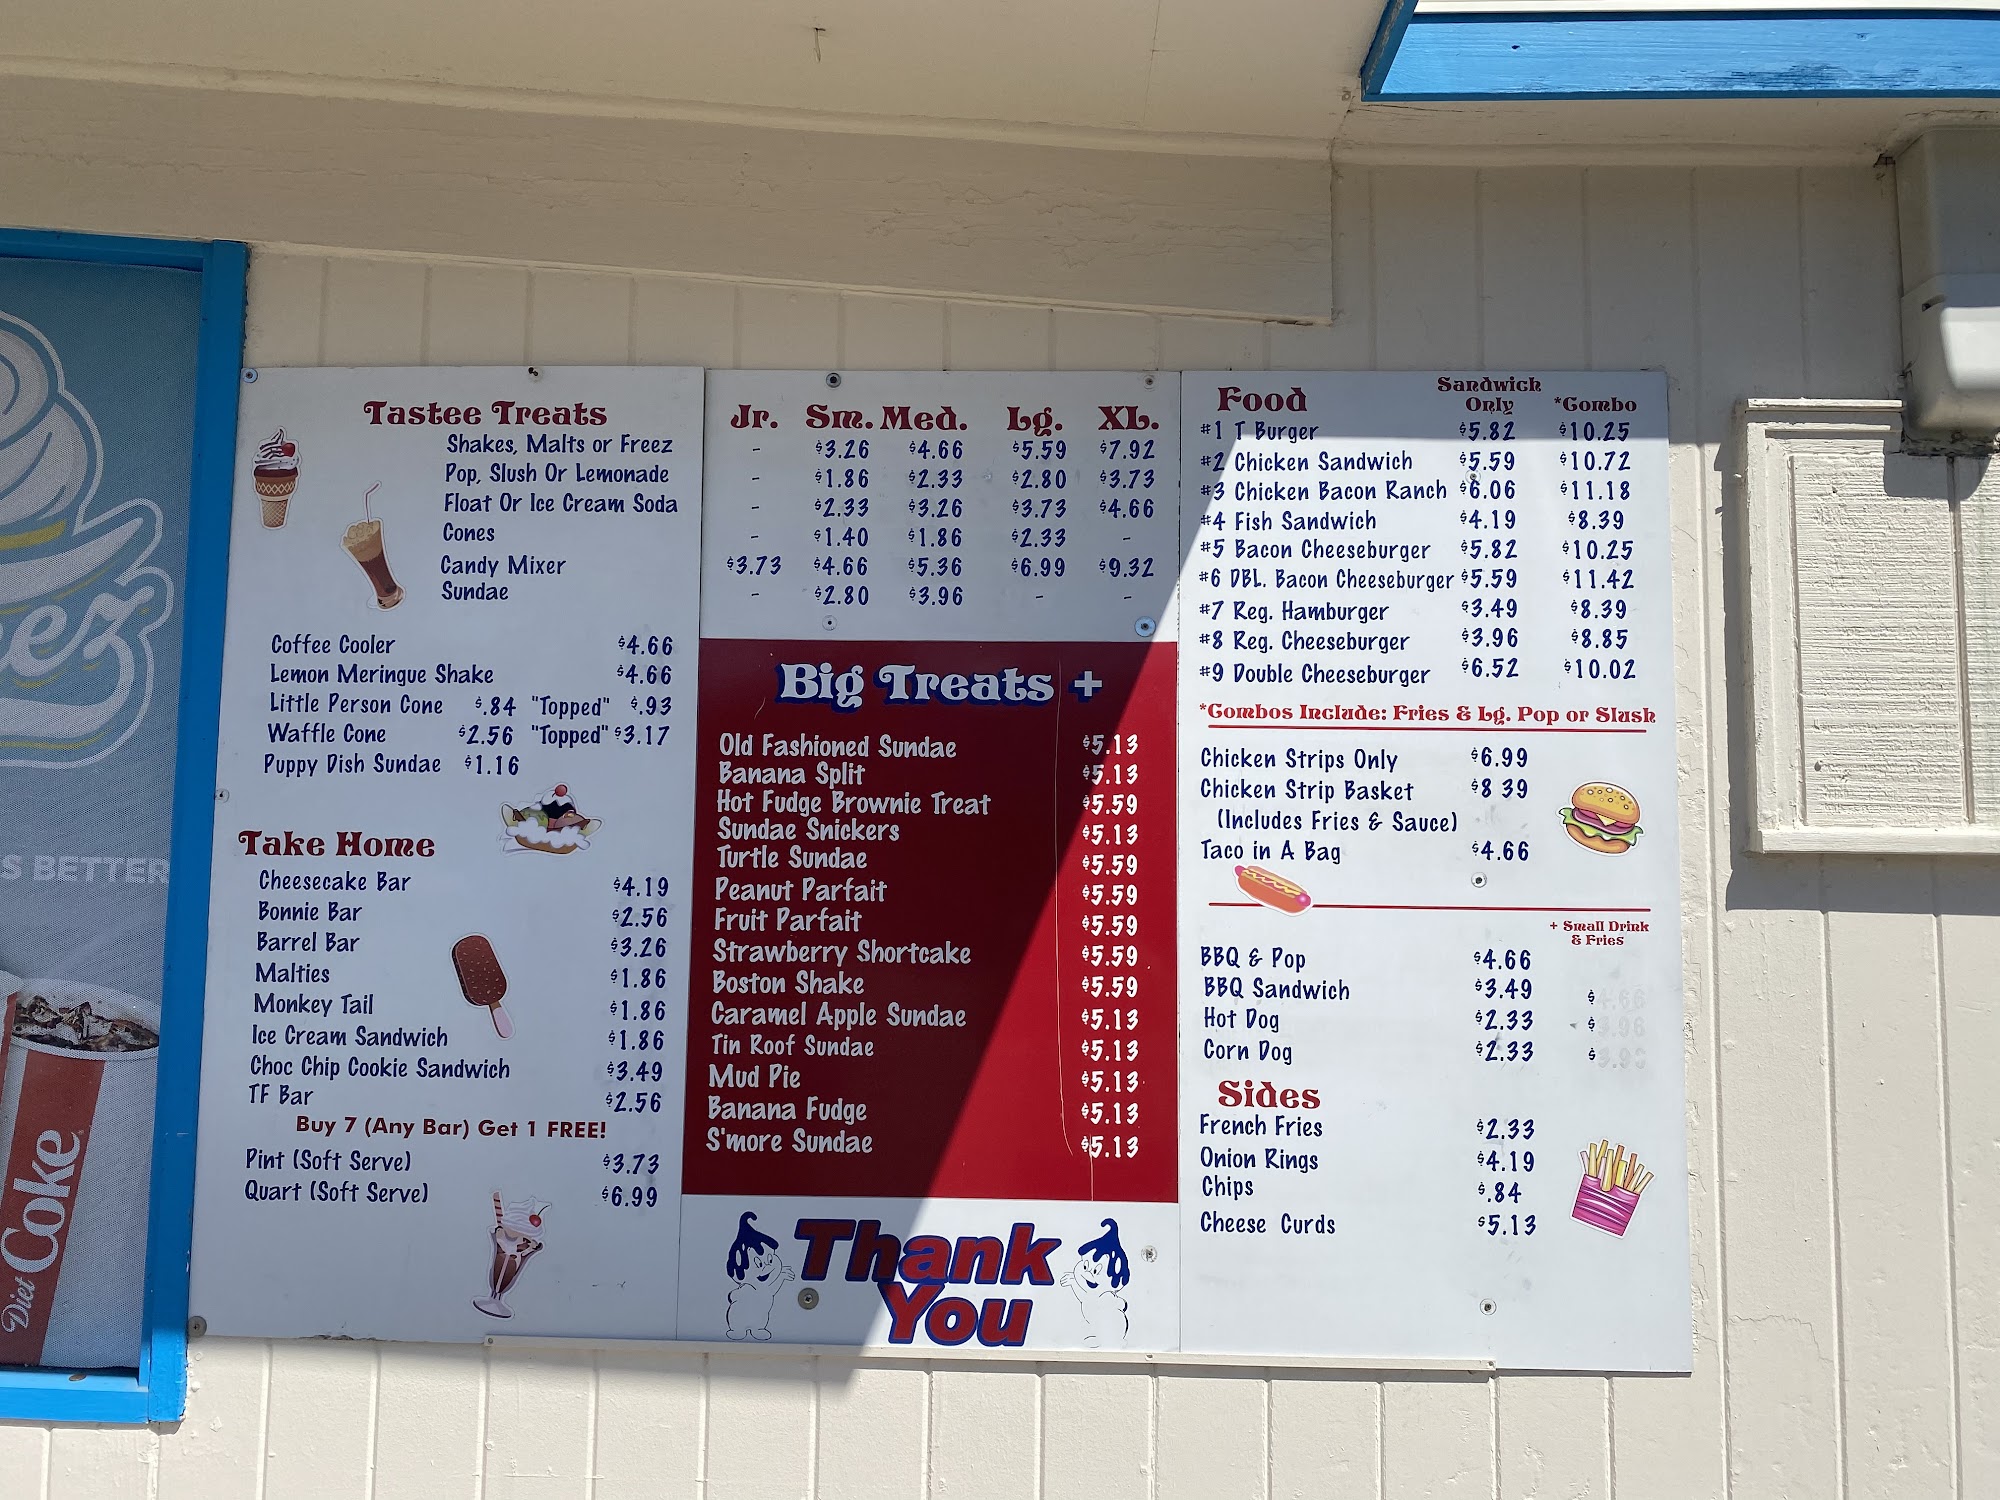 eez
S BETTER
Diet Coke
Tastee Treats
Jr. Sm. Med. Lg. XL.
Shakes, Malts or Freez - $3.26 $4.66 $5.59 $7.92
Pop, Slush Or Lemonade - $1.86 $2.33 $2.80 $3.73
Float Or Ice Cream Soda - $2.33 $3.26 $3.73 $4.66
Cones - $1.40 $1.86 $2.33 -
Candy Mixer $3.73 $4.66 $5.36 $6.99 $9.32
Sundae - $2.80 $3.96 - -
Coffee Cooler $4.66
Lemon Meringue Shake $4.66
Little Person Cone $.84 "Topped" $.93
Waffle Cone $2.56 "Topped" $3.17
Puppy Dish Sundae $1.16
Take Home
Cheesecake Bar $4.19
Bonnie Bar $2.56
Barrel Bar $3.26
Malties $1.86
Monkey Tail $1.86
Ice Cream Sandwich $1.86
Choc Chip Cookie Sandwich $3.49
TF Bar $2.56
Buy 7 (Any Bar) Get 1 FREE!
Pint (Soft Serve) $3.73
Quart (Soft Serve) $6.99
Big Treats +
Old Fashioned Sundae $5.13
Banana Split $5.13
Hot Fudge Brownie Treat $5.59
Sundae Snickers $5.13
Turtle Sundae $5.59
Peanut Parfait $5.59
Fruit Parfait $5.59
Strawberry Shortcake $5.59
Boston Shake $5.59
Caramel Apple Sundae $5.13
Tin Roof Sundae $5.13
Mud Pie $5.13
Banana Fudge $5.13
S'more Sundae $5.13
Thank
You
Food Sandwich Only *Combo
#1 T Burger $5.82 $10.25
#2 Chicken Sandwich $5.59 $10.72
#3 Chicken Bacon Ranch $6.06 $11.18
#4 Fish Sandwich $4.19 $8.39
#5 Bacon Cheeseburger $5.82 $10.25
#6 DBL. Bacon Cheeseburger $5.59 $11.42
#7 Reg. Hamburger $3.49 $8.39
#8 Reg. Cheeseburger $3.96 $8.85
#9 Double Cheeseburger $6.52 $10.02
*Combos Include: Fries & Lg. Pop or Slush
Chicken Strips Only $6.99
Chicken Strip Basket $8 39
(Includes Fries & Sauce)
Taco in A Bag $4.66
+ Small Drink
& Fries
BBQ & Pop $4.66
BBQ Sandwich $3.49 $
Hot Dog $2.33 $
Corn Dog $2.33 $
Sides
French Fries $2.33
Onion Rings $4.19
Chips $.84
Cheese Curds $5.13